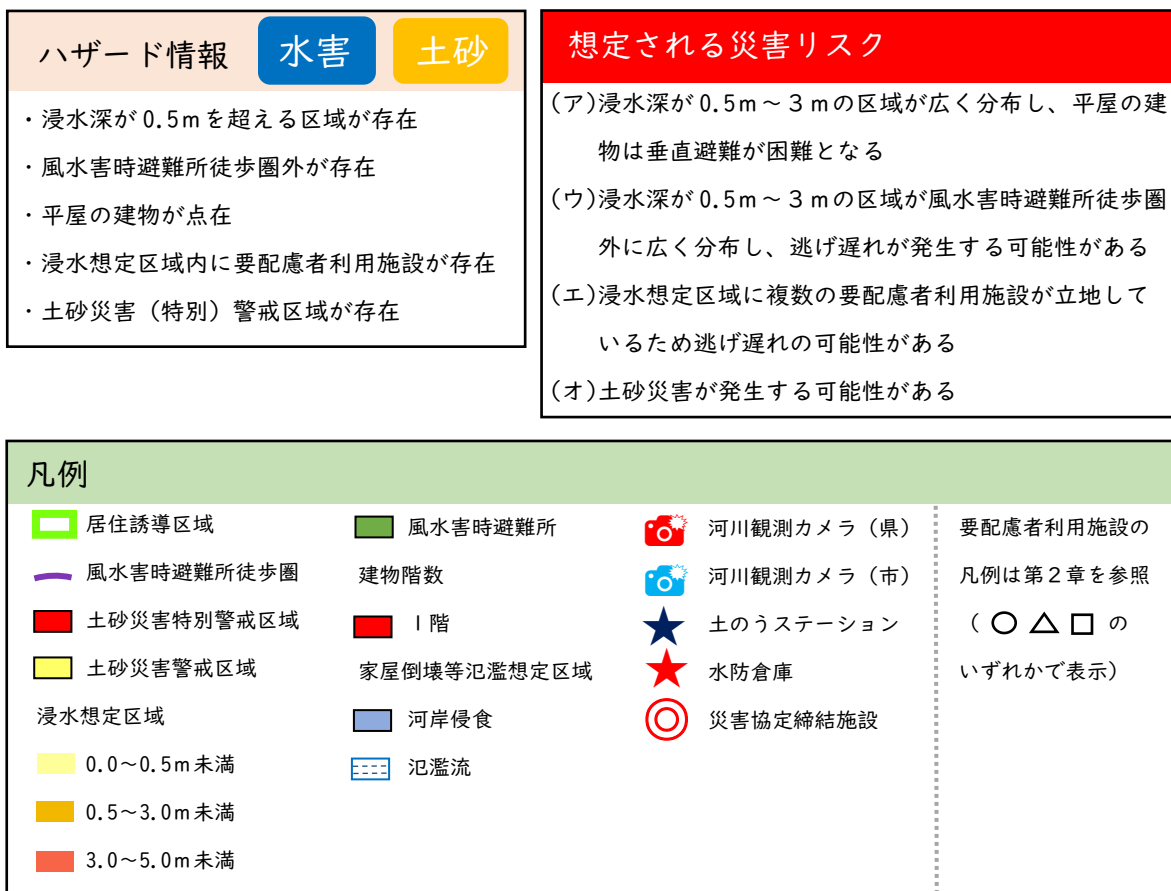 ハザード情報 水害 土砂
・浸水深が0.5mを超える区域が存在
・風水害時避難所徒歩圏外が存在
・平屋の建物が点在
・浸水想定区域内に要配慮者利用施設が存在
・土砂災害（特別）警戒区域が存在
想定される災害リスク
(ア)浸水深が0.5m～3mの区域が広く分布し、平屋の建
物は垂直避難が困難となる
(ウ)浸水深が0.5m～3mの区域が風水害時避難所徒歩圏
外に広く分布し、逃げ遅れが発生する可能性がある
(エ)浸水想定区域に複数の要配慮者利用施設が立地して
いるため逃げ遅れの可能性がある
(オ)土砂災害が発生する可能性がある
凡例
居住誘導区域
風水害時避難所徒歩圏
土砂災害特別警戒区域
土砂災害警戒区域
浸水想定区域
0.0~0.5m未満
0.5~3.0m未満
3.0~5.0m未満
風水害時避難所
建物階数
1階
家屋倒壊等氾濫想定区域
河岸侵食
氾濫流
河川観測カメラ（県）
河川観測カメラ（市）
土のうステーション
水防倉庫
災害協定締結施設
要配慮者利用施設の
凡例は第2章を参照
（○△□の
いずれかで表示）